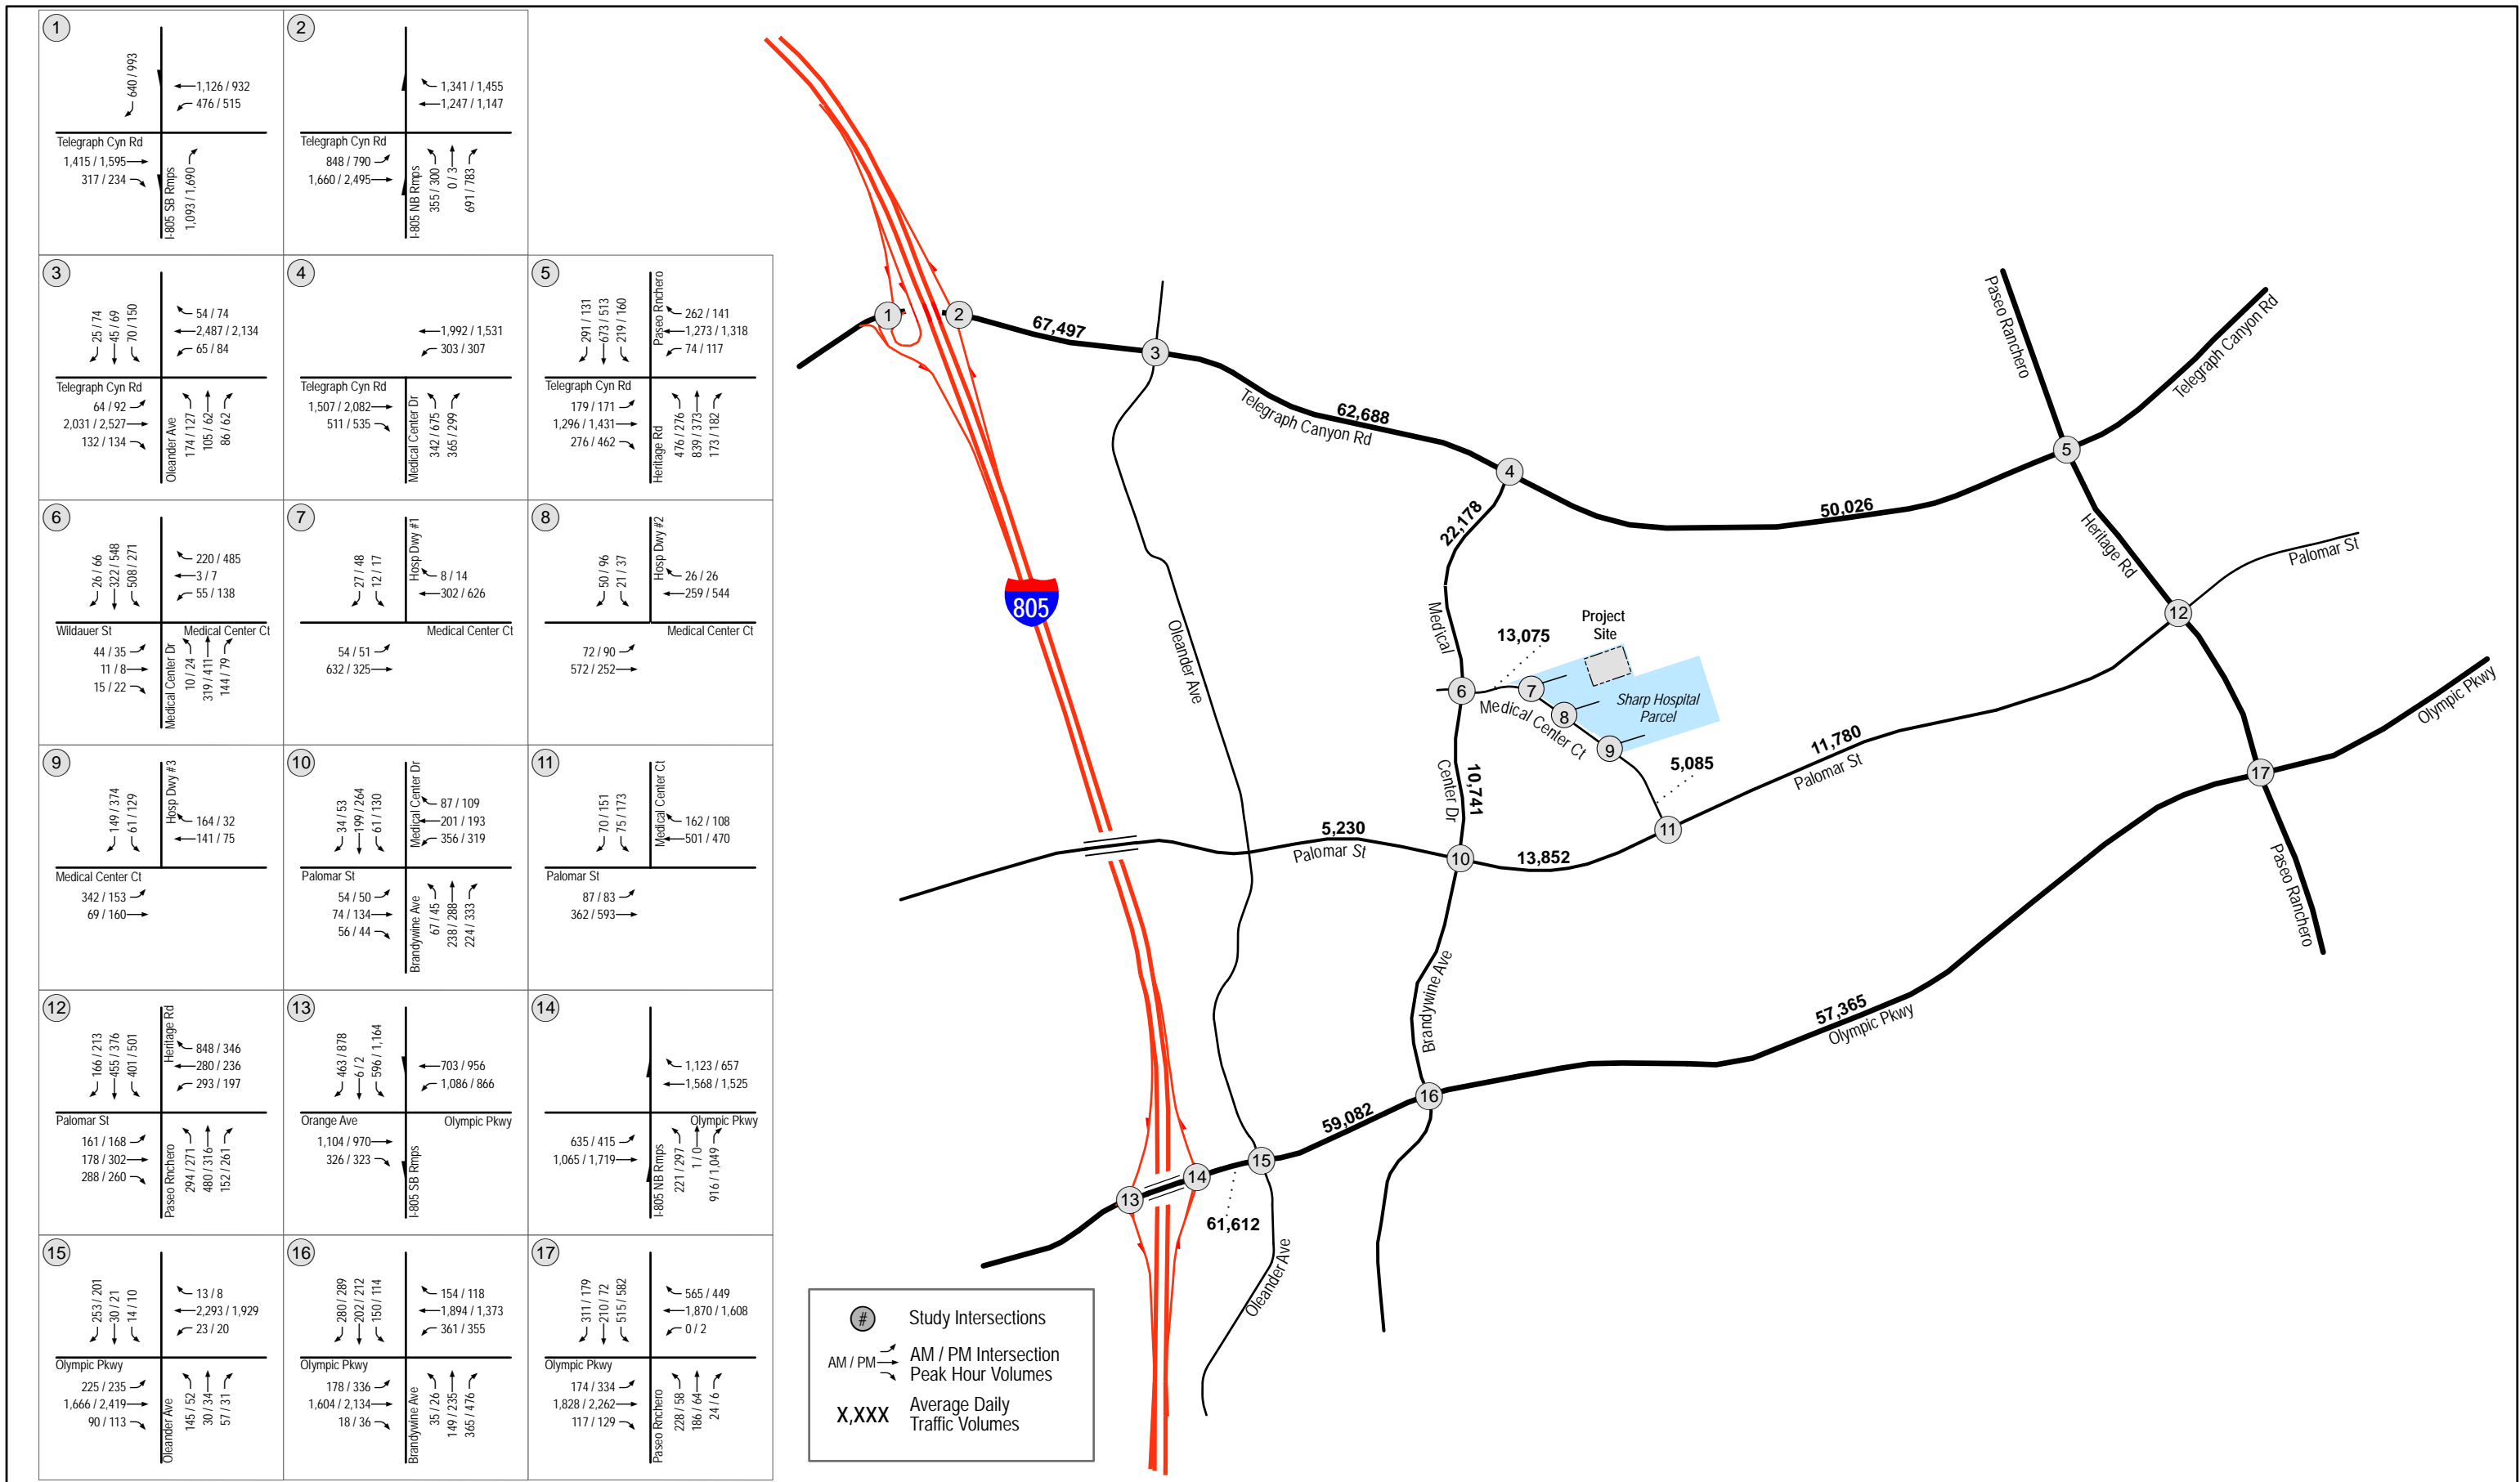 1
640 / 993
1,126 / 932
476 / 515
Telegraph Cyn Rd
1,415 / 1,595
317 / 234
I-805 SB Rmps
1,093 / 1,690
2
1,341 / 1,455
1,247 / 1,147
Telegraph Cyn Rd
848 / 790
1,660 / 2,495
I-805 NB Rmps
355 / 300
0 / 3
691 / 783
3
25 / 74
45 / 69
70 / 150
54 / 74
2,487 / 2,134
65 / 84
Telegraph Cyn Rd
64 / 92
2,031 / 2,527
132 / 134
Oleander Ave
174 / 127
105 / 62
86 / 62
4
1,992 / 1,531
303 / 307
Telegraph Cyn Rd
1,507 / 2,082
511 / 535
Medical Center Dr
342 / 675
365 / 299
5
291 / 131
673 / 513
219 / 160
Paseo Rnchero
262 / 141
1,273 / 1,318
74 / 117
Telegraph Cyn Rd
179 / 171
1,296 / 1,431
276 / 462
Heritage Rd
476 / 276
839 / 373
173 / 182
6
26 / 66
322 / 548
508 / 271
220 / 485
3 / 7
55 / 138
Wildauer St
Medical Center Ct
44 / 35
11 / 8
15 / 22
Medical Center Dr
10 / 24
319 / 411
144 / 79
7
27 / 48
12 / 17
Hosp Dwy #1
8 / 14
302 / 626
Medical Center Ct
54 / 51
632 / 325
8
50 / 96
21 / 37
Hosp Dwy #2
26 / 26
259 / 544
Medical Center Ct
72 / 90
572 / 252
9
149 / 374
61 / 129
Hosp Dwy #3
164 / 32
141 / 75
Medical Center Ct
342 / 153
69 / 160
10
34 / 53
199 / 264
61 / 130
Medical Center Dr
87 / 109
201 / 193
356 / 319
Palomar St
54 / 50
74 / 134
56 / 44
Brandywine Ave
67 / 45
238 / 288
224 / 333
11
70 / 151
75 / 173
Medical Center Ct
162 / 108
501 / 470
Palomar St
87 / 83
362 / 593
12
166 / 213
455 / 376
401 / 501
Heritage Rd
848 / 346
280 / 236
293 / 197
Palomar St
161 / 168
178 / 302
288 / 260
Paseo Rnchero
294 / 271
480 / 316
152 / 261
13
463 / 878
6 / 2
596 / 1,164
703 / 956
1,086 / 866
Orange Ave
Olympic Pkwy
1,104 / 970
326 / 323
I-805 SB Rmps
14
1,123 / 657
1,568 / 1,525
Olympic Pkwy
635 / 415
1,065 / 1,719
I-805 NB Rmps
221 / 297
1 / 0
916 / 1,049
15
253 / 201
30 / 21
14 / 10
13 / 8
2,293 / 1,929
23 / 20
Olympic Pkwy
225 / 235
1,666 / 2,419
90 / 113
Oleander Ave
145 / 52
30 / 34
57 / 31
16
280 / 289
202 / 212
150 / 114
154 / 118
1,894 / 1,373
361 / 355
Olympic Pkwy
178 / 336
1,604 / 2,134
18 / 36
Brandywine Ave
35 / 26
149 / 235
365 / 476
17
311 / 179
210 / 72
515 / 582
565 / 449
1,870 / 1,608
0 / 2
Olympic Pkwy
174 / 334
1,828 / 2,262
117 / 129
Paseo Rnchero
228 / 58
186 / 64
24 / 6
1
2
67,497
3
Telegraph Canyon Rd
62,688
4
50,026
5
Paseo Ranchero
Telegraph Canyon Rd
Heritage Rd
22,178
805
Oleander Ave
Medical
Center Dr
6
13,075
7
8
9
Medical Center Ct
Project
Site
Sharp Hospital
Parcel
5,085
10,741
11,780
Palomar St
Palomar St
12
Olympic Pkwy
17
Paseo Ranchero
5,230
Palomar St
10
13,852
11
Brandywine Ave
57,365
Olympic Pkwy
16
59,082
15
14
13
61,612
Oleander Ave
# Study Intersections
AM / PM
AM / PM Intersection
Peak Hour Volumes
X,XXX
Average Daily
Traffic Volumes